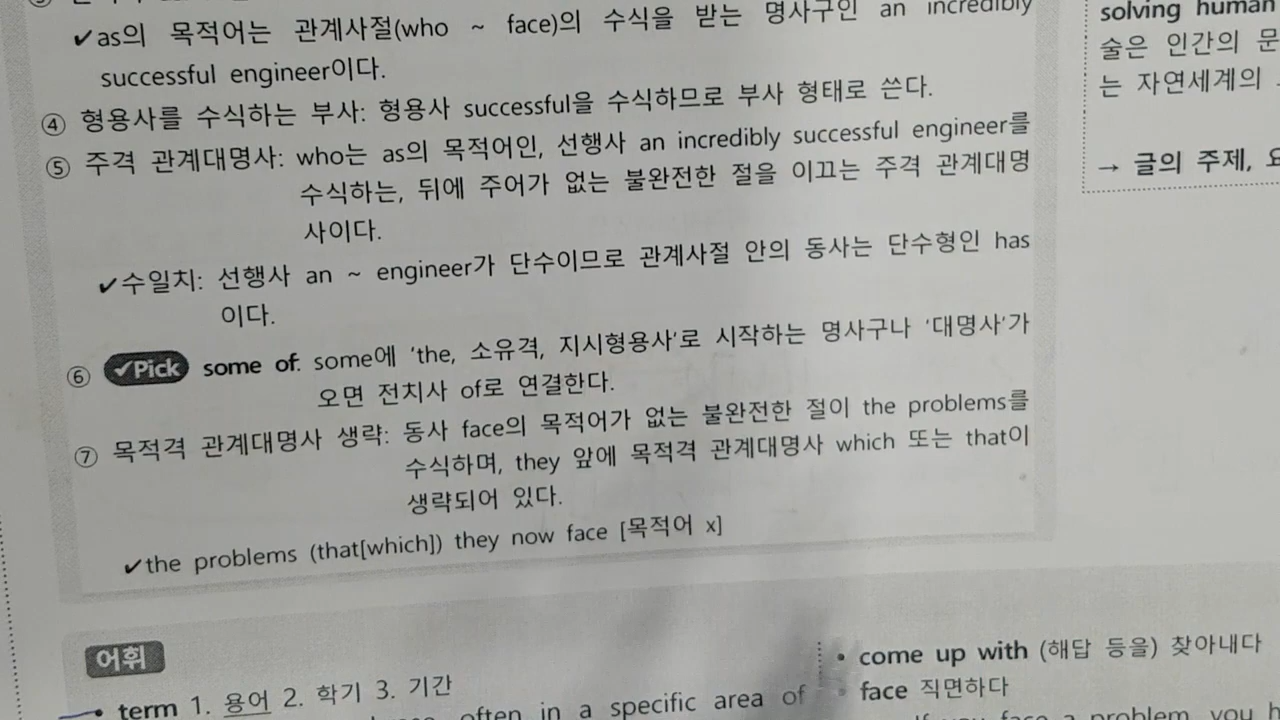 ✔as의 목적어는 관계사절(who ~ face)의 수식을 받는 명사구인 an incredibly
successful engineer이다.
④ 형용사를 수식하는 부사: 형용사 successful을 수식하므로 부사 형태로 쓴다.
⑤ 주격 관계대명사: who는 as의 목적어인, 선행사 an incredibly successful engineer를
수식하는, 뒤에 주어가 없는 불완전한 절을 이끄는 주격 관계대명
사이다.
✔수일치: 선행사 an ~ engineer가 단수이므로 관계사절 안의 동사는 단수형인 has
이다.
⑥ ✔Pick some of: some에 'the, 소유격, 지시형용사'로 시작하는 명사구나 '대명사'가
오면 전치사 of로 연결한다.
⑦ 목적격 관계대명사 생략: 동사 face의 목적어가 없는 불완전한 절이 the problems를
수식하며, they 앞에 목적격 관계대명사 which 또는 that이
생략되어 있다.
✔the problems (that[which]) they now face [목적어 x]
solving human
술은 인간의 문
는 자연세계의
→ 글의 주제, 요
어휘
• term 1. 용어 2. 학기 3. 기간
often in a specific area of
• come up with (해답 등을) 찾아내다
• face 직면하다
If you face a problem, you